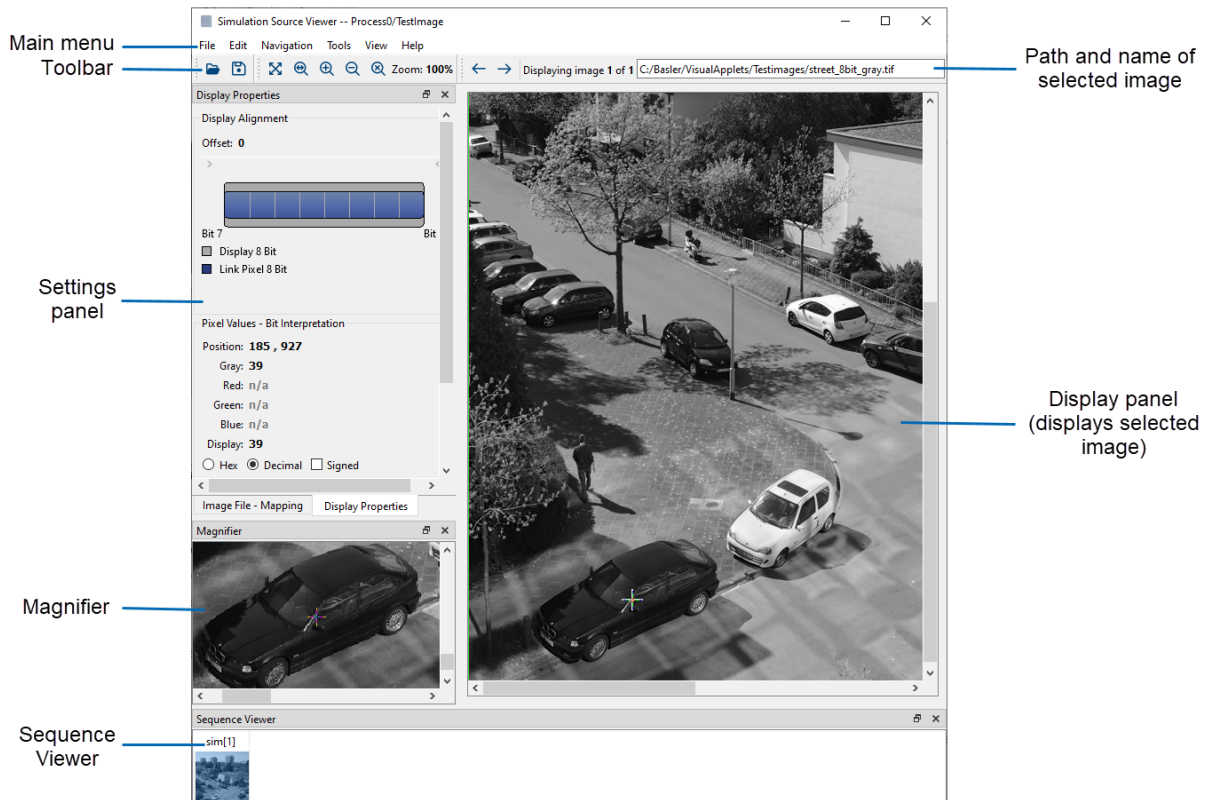 Simulation Source Viewer -- Process0/TestImage
Main menu
File Edit Navigation Tools View Help
Toolbar
Zoom: 100%
Displaying image 1 of 1
C:/Basler/VisualApplets/Testimages/street_8bit_gray.tif
Path and name of
selected image
Display Properties
Display Alignment
Offset: 0
Bit 7
Bit
Display 8 Bit
Link Pixel 8 Bit
Settings
panel
Pixel Values - Bit Interpretation
Position: 185 , 927
Gray: 39
Red: n/a
Green: n/a
Blue: n/a
Display: 39
Hex Decimal Signed
Image File - Mapping Display Properties
Display panel
(displays selected
image)
Magnifier
Magnifier
Sequence Viewer
Sequence
Viewer
sim[1]